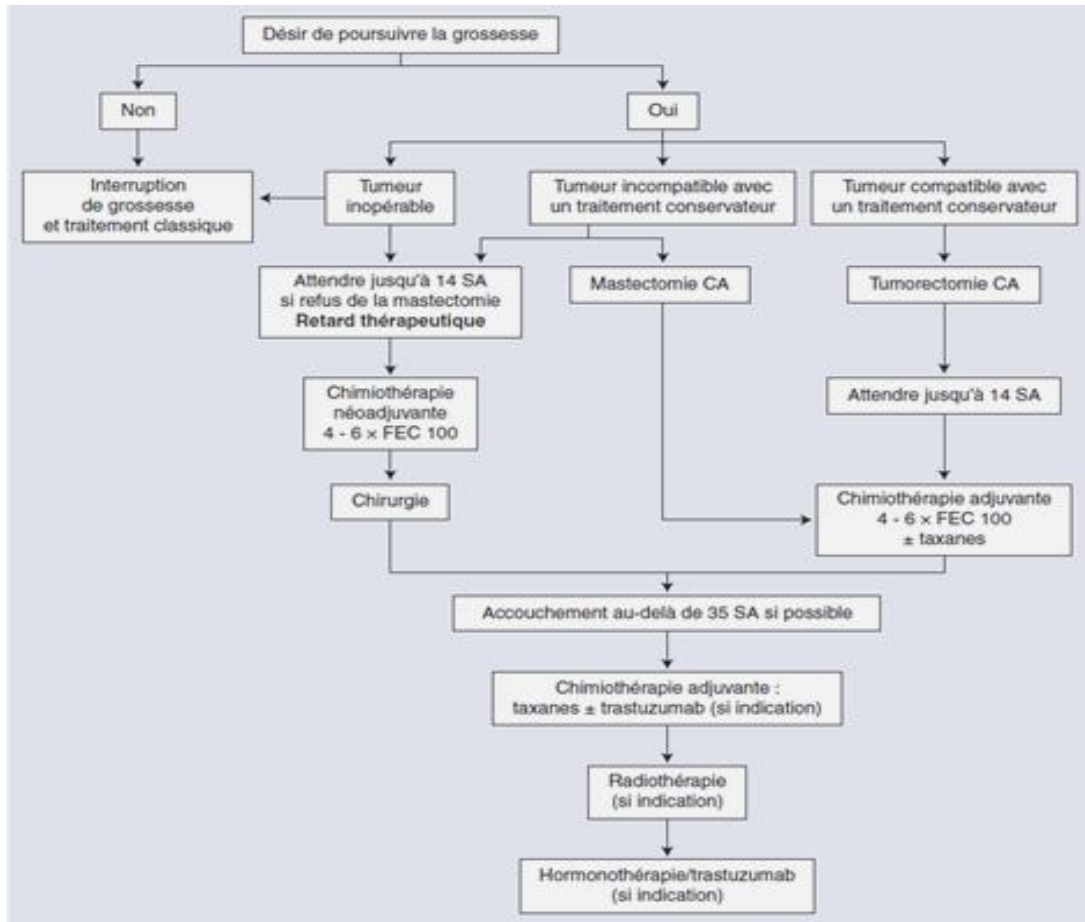 Désir de poursuivre la grossesse
Non
Oui
Interruption
de grossesse
et traitement classique
Tumeur
inopérable
Tumeur incompatible avec
un traitement conservateur
Tumeur compatible avec
un traitement conservateur
Attendre jusqu'à 14 SA
si refus de la mastectomie
Retard thérapeutique
Mastectomie CA
Tumorectomie CA
Chimiothérapie
néoadjuvante
4 - 6 × FEC 100
Attendre jusqu'à 14 SA
Chirurgie
Chimiothérapie adjuvante
4 - 6 × FEC 100
± taxanes
Accouchement au-delà de 35 SA si possible
Chimiothérapie adjuvante :
taxanes ± trastuzumab (si indication)
Radiothérapie
(si indication)
Hormonothérapie/trastuzumab
(si indication)